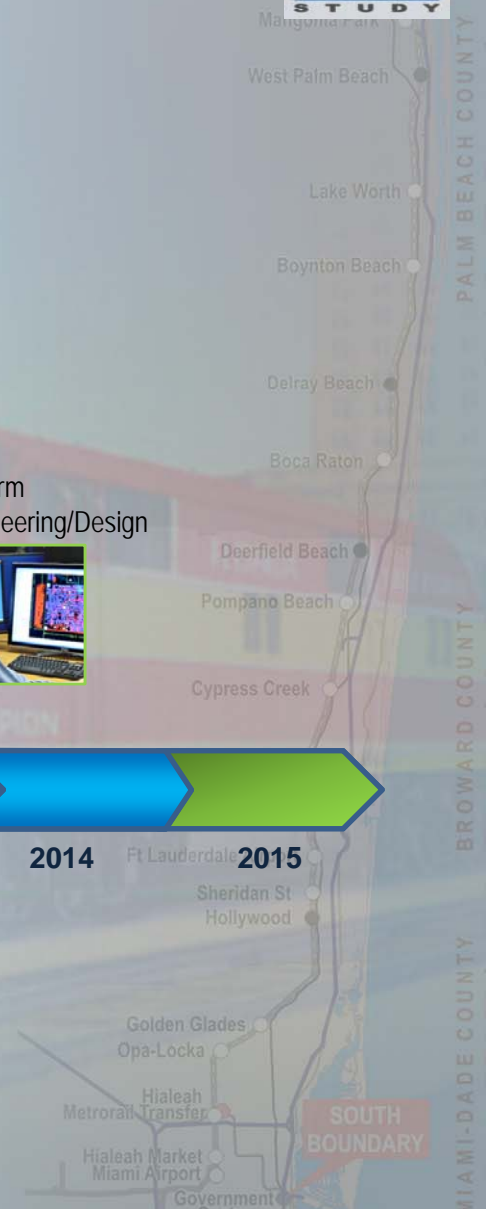 STUDY
Mangonia Park
West Palm Beach
PALM BEACH COUNTY
Lake Worth
Boynton Beach
Delray Beach
Boca Raton
rm
eering/Design
Deerfield Beach
Pompano Beach
Cypress Creek
BROWARD COUNTY
2014
Ft Lauderdale
2015
Sheridan St
Hollywood
Golden Glades
Opa-Locka
Hialeah
Metrorail Transfer
SOUTH
BOUNDARY
Hialeah Market
Miami Airport
Government
MIAMI-DADE COUNTY